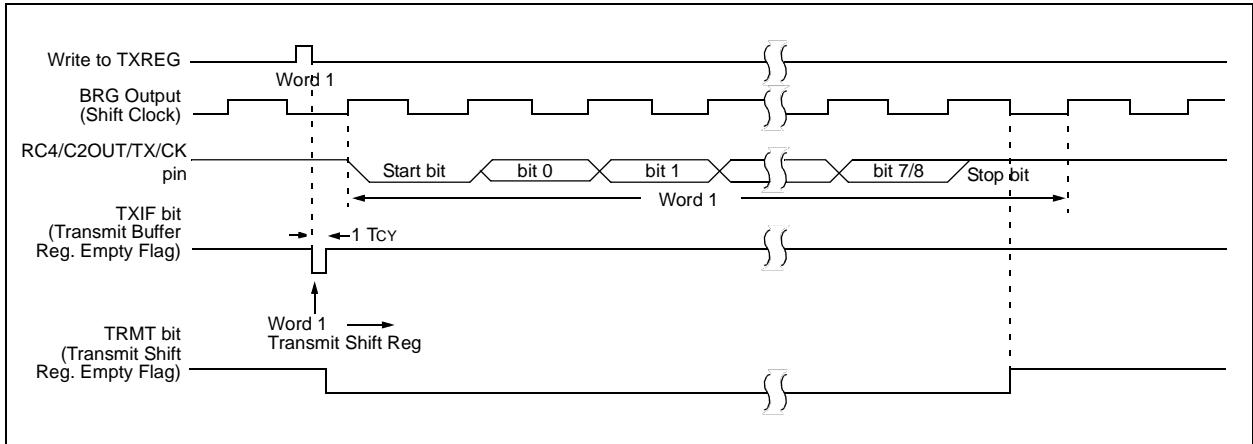 Write to TXREG
Word 1
BRG Output
(Shift Clock)
RC4/C2OUT/TX/CK
pin
Start bit
bit 0
bit 1
bit 7/8
Stop bit
Word 1
TXIF bit
(Transmit Buffer
Reg. Empty Flag)
1 TCY
Word 1
Transmit Shift Reg
TRMT bit
(Transmit Shift
Reg. Empty Flag)